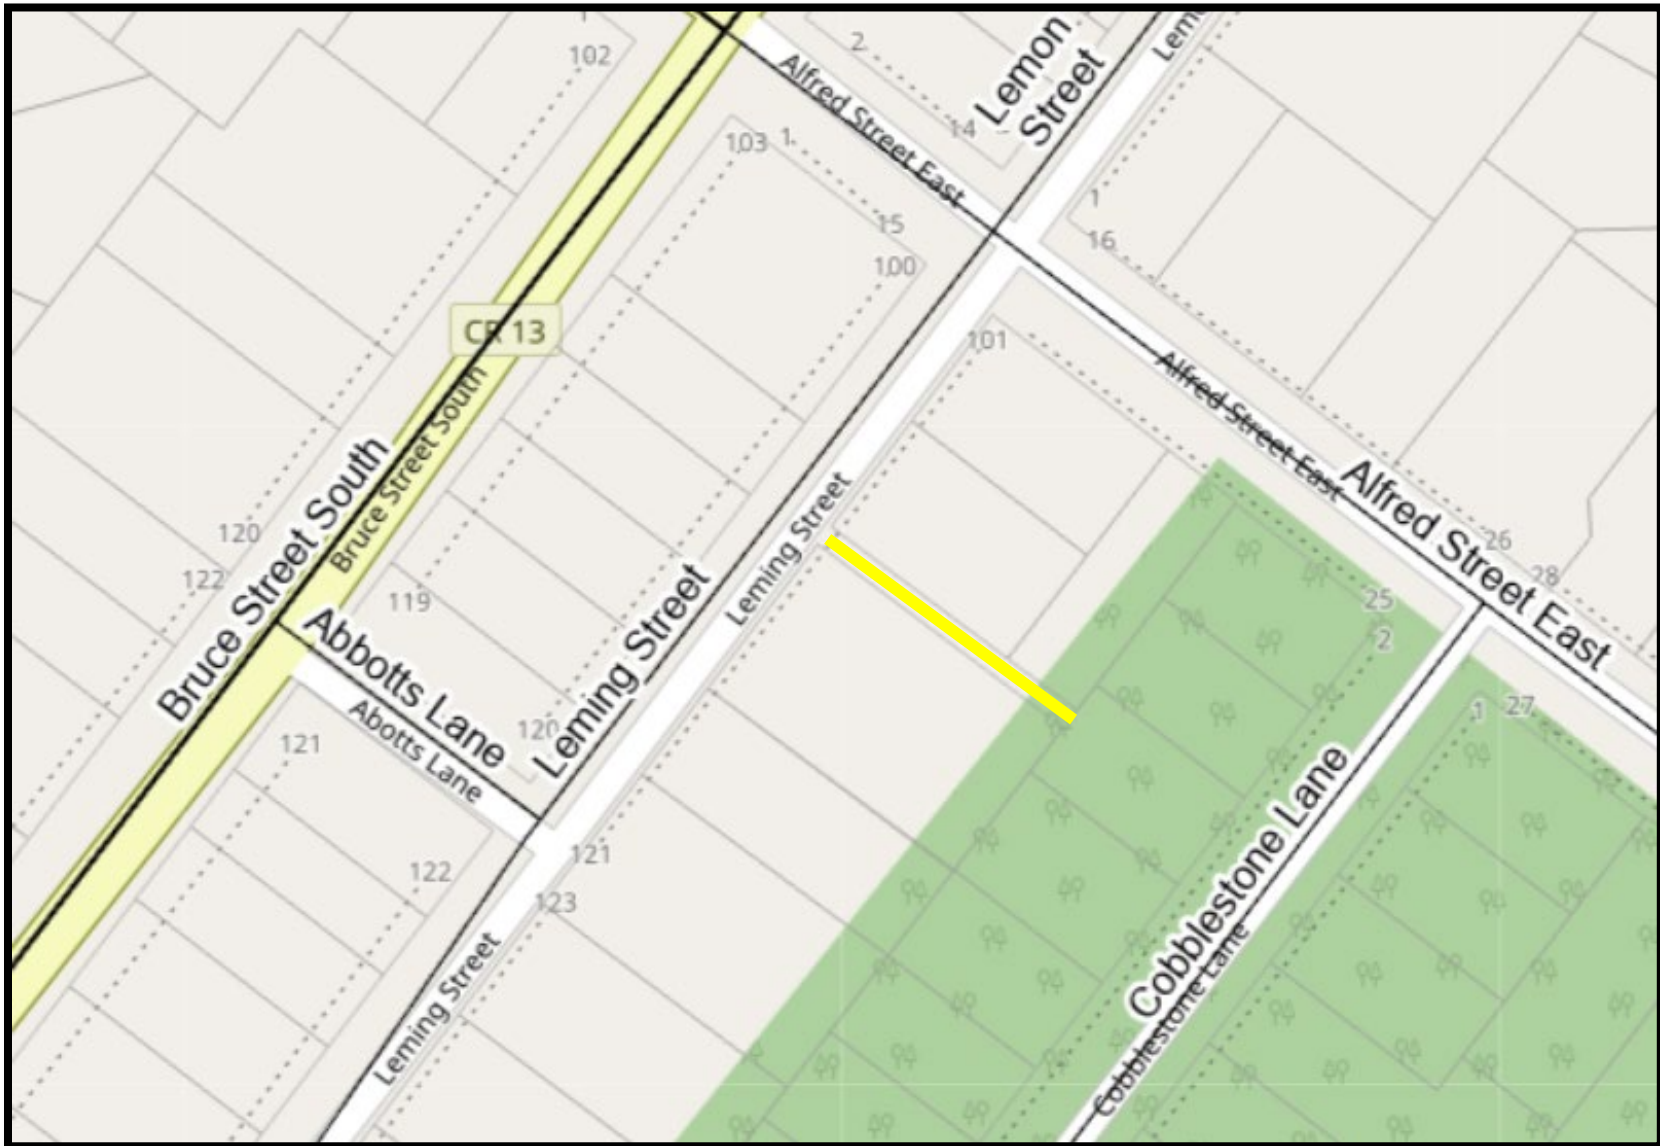 102
2
Lemon
Street
Leming
Alfred Street East
14
103
1
15
100
1
16
CR 13
101
Alfred Street East
Alfred Street East
Bruce Street South
Bruce Street South
120
122
119
Leming Street
Leming Street
26
28
25
2
Abbotts Lane
Abotts Lane
120
1
27
121
122
121
123
Cobblestone Lane
Cobblestone Lane
Leming Street